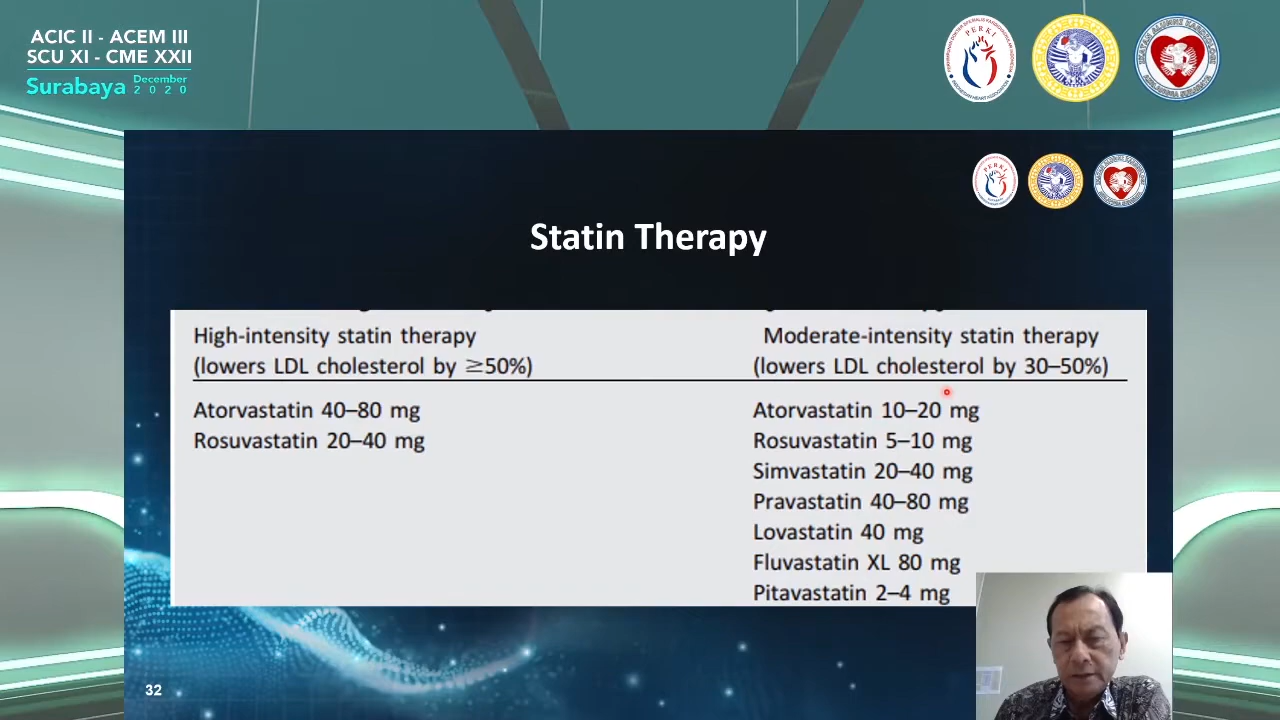 ACIC II - ACEM III
SCU XI - CME XXII
Surabaya December 2020
PERKI
PERKI
Statin Therapy
High-intensity statin therapy
(lowers LDL cholesterol by ≥50%)
Moderate-intensity statin therapy
(lowers LDL cholesterol by 30–50%)
Atorvastatin 40–80 mg
Rosuvastatin 20–40 mg
Atorvastatin 10–20 mg
Rosuvastatin 5–10 mg
Simvastatin 20–40 mg
Pravastatin 40–80 mg
Lovastatin 40 mg
Fluvastatin XL 80 mg
Pitavastatin 2–4 mg
32